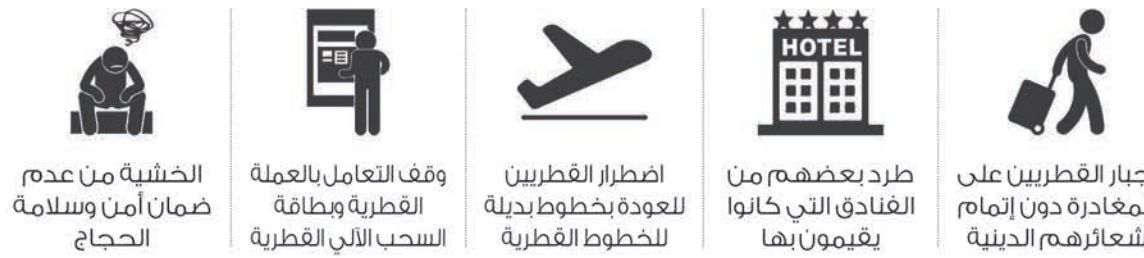 HOTEL
جبار القطريين على
مغادرة دون إتمام
شعائرهم الدينية
طرد بعضهم من
الفنادق التي كانوا
يقيمون بها
اضطرار القطريين
للعودة بخطوط بديلة
للخطوط القطرية
وقف التعامل بالعملة
القطرية وبطاقة
السحب الآلي القطرية
الخشية من عدم
ضمان أمن وسلامة
الحجاج